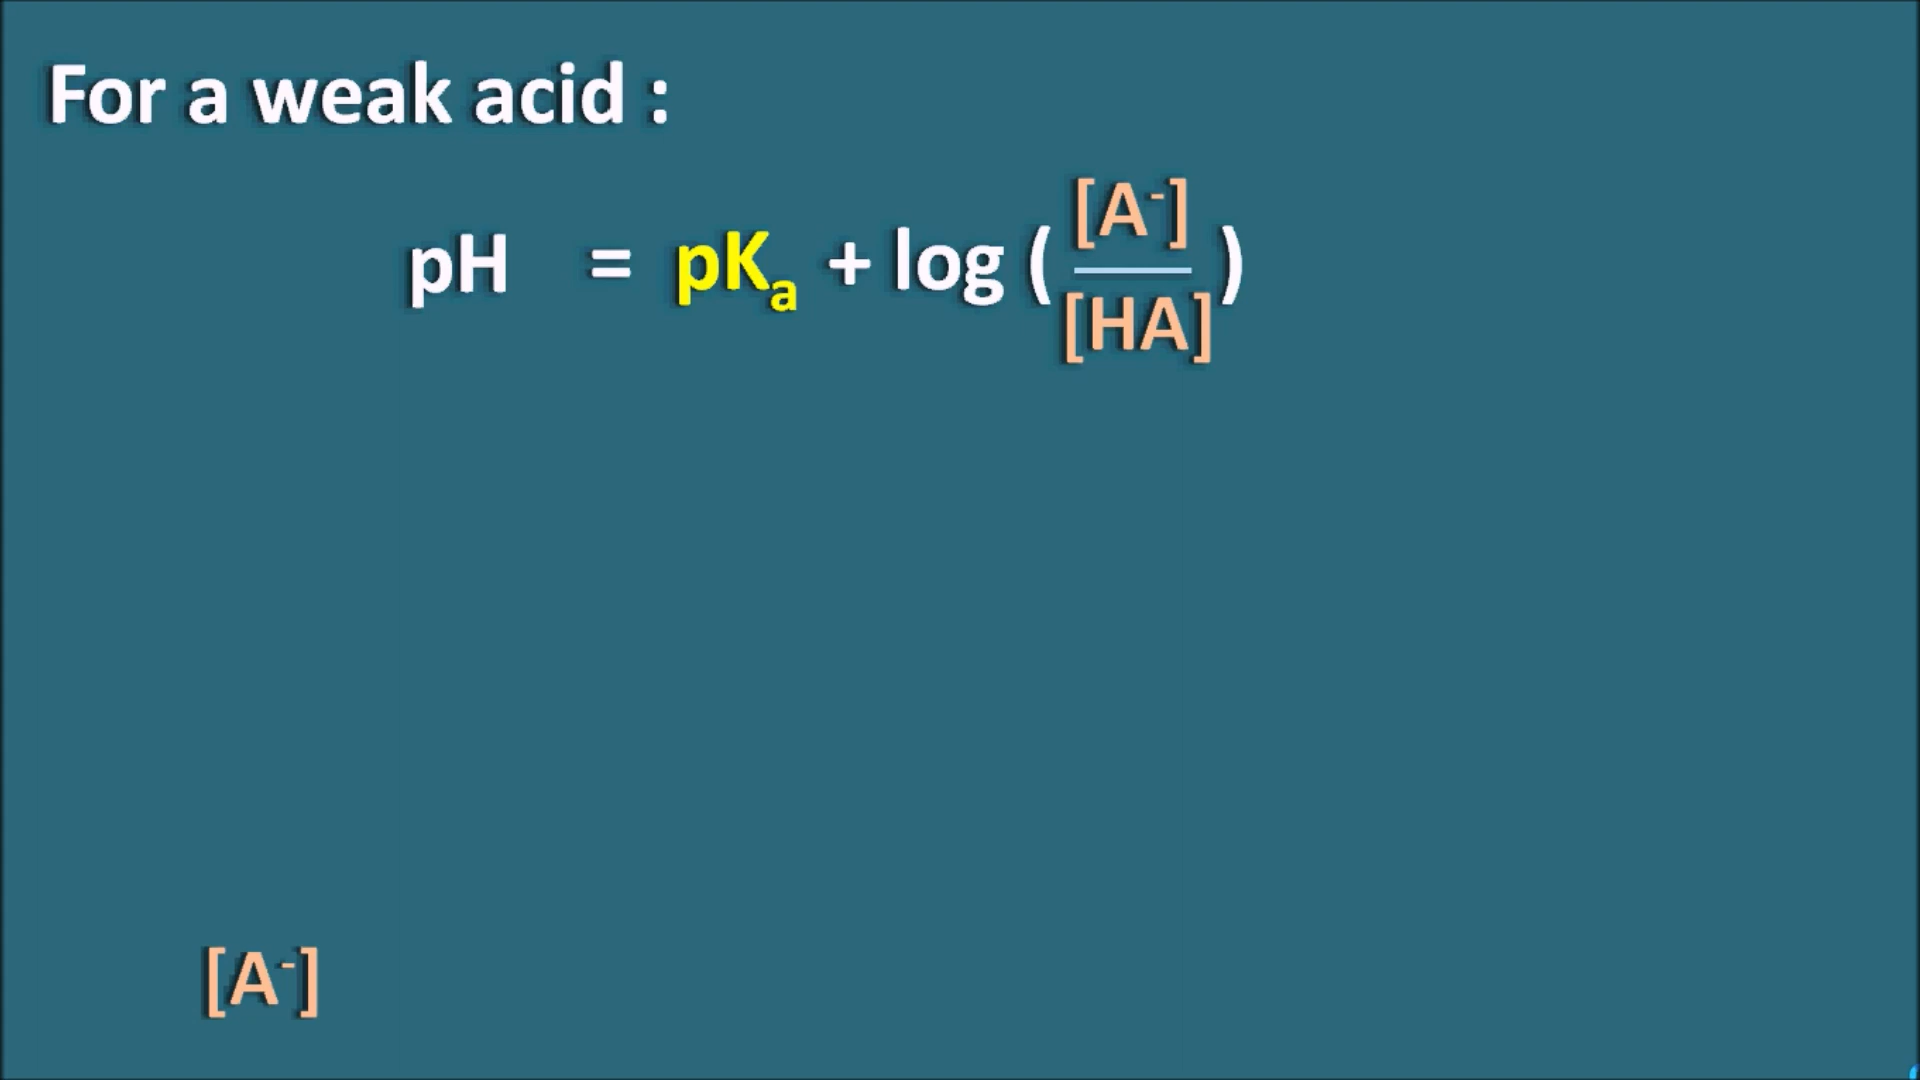 For a weak acid :
pH = pKₐ + log ( [A⁻] / [HA] )
[A⁻]